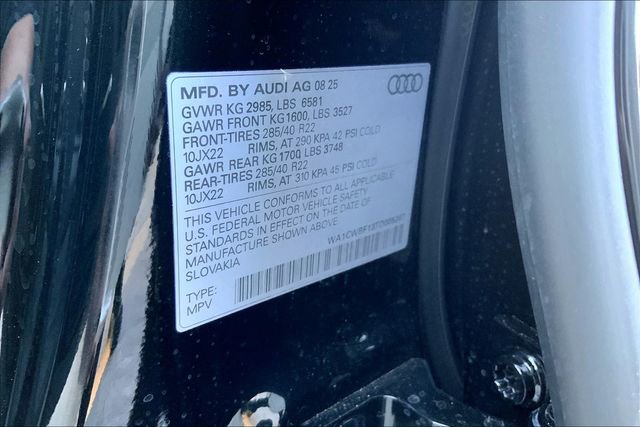 MFD. BY AUDI AG 08 25
GVWR KG 2985, LBS 6581
GAWR FRONT KG1600, LBS 3527
FRONT-TIRES 285/40 R22
10JX22 RIMS, AT 290 KPA 42 PSI COLD
GAWR REAR KG1700, LBS 3748
REAR-TIRES 285/40 R22
10JX22 RIMS, AT 310 KPA 45 PSI COLD
THIS VEHICLE CONFORMS TO ALL APPLICABLE
U.S. FEDERAL MOTOR VEHICLE SAFETY
STANDARDS IN EFFECT ON THE DATE OF
MANUFACTURE SHOWN ABOVE.
SLOVAKIA
TYPE:
MPV